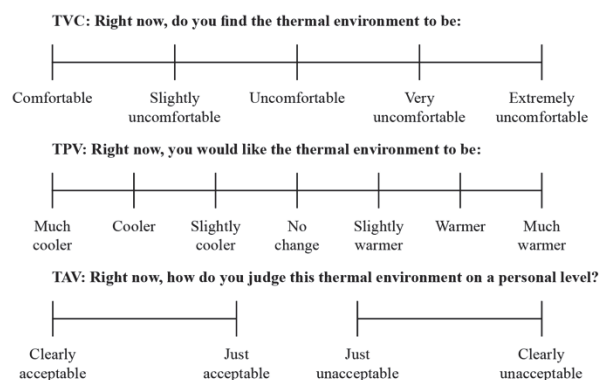 TVC: Right now, do you find the thermal environment to be:
Comfortable Slightly uncomfortable Uncomfortable Very uncomfortable Extremely uncomfortable
TPV: Right now, you would like the thermal environment to be:
Much cooler Cooler Slightly cooler No change Slightly warmer Warmer Much warmer
TAV: Right now, how do you judge this thermal environment on a personal level?
Clearly acceptable Just acceptable Just unacceptable Clearly unacceptable